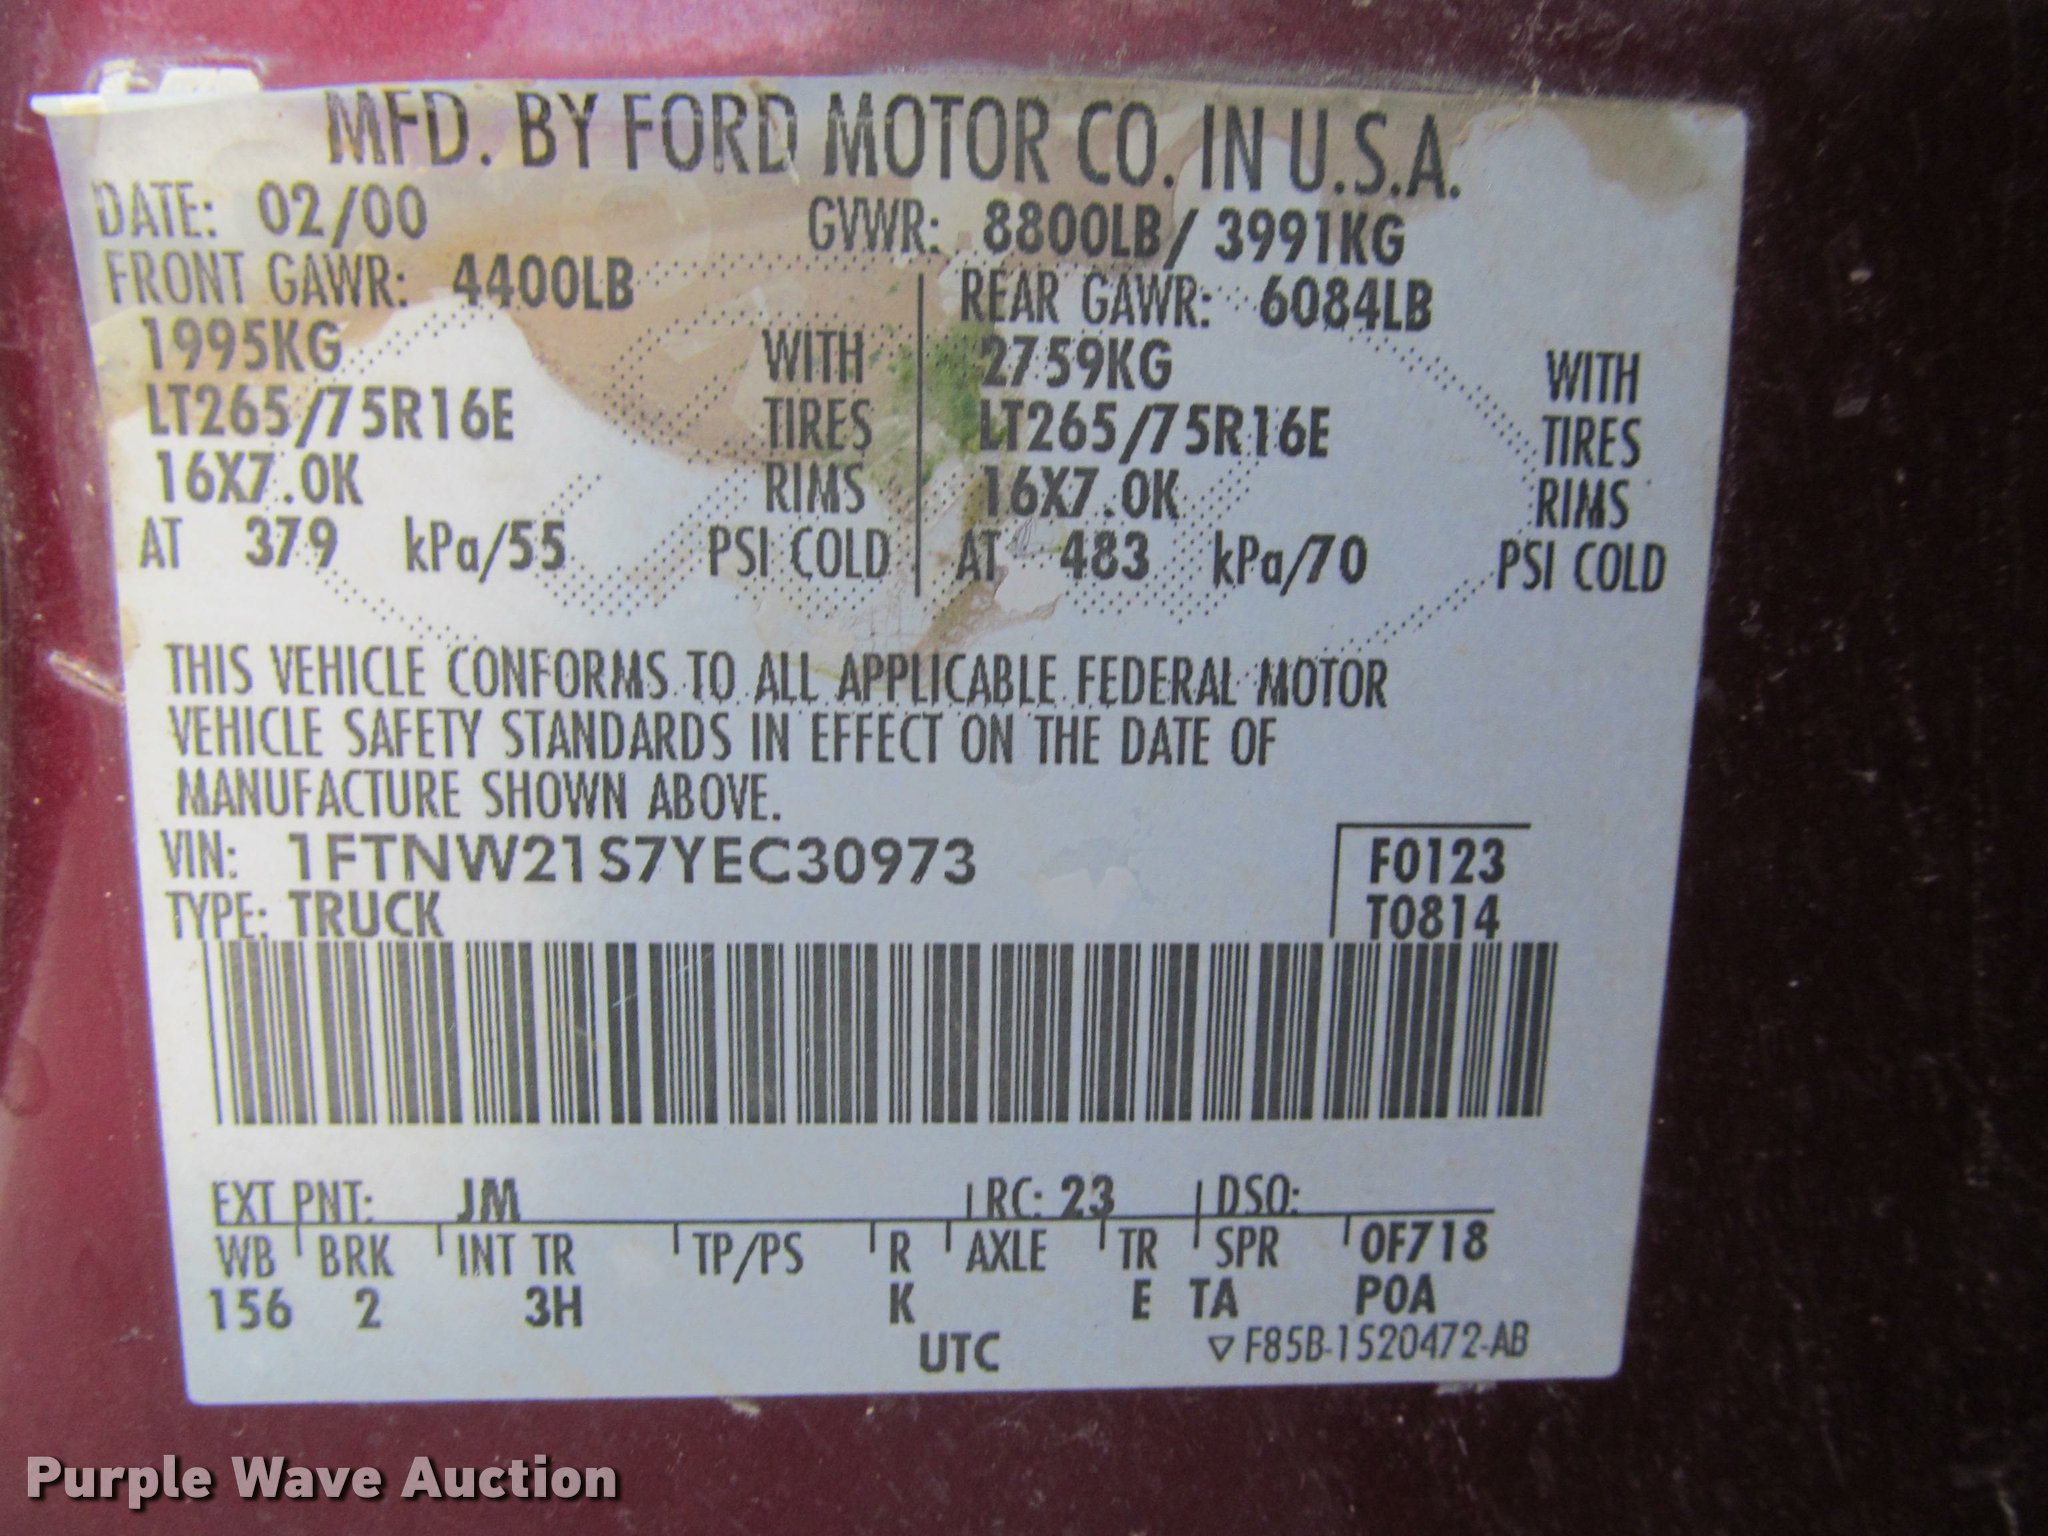 MFD. BY FORD MOTOR CO. IN U.S.A.
DATE: 02/00 GVWR: 8800LB/ 3991KG
FRONT GAWR: 4400LB REAR GAWR: 6084LB
1995KG WITH 2759KG WITH
LT265/75R16E TIRES LT265/75R16E TIRES
16X7.0K RIMS 16X7.0K RIMS
AT 379 kPa/55 PSI COLD AT 483 kPa/70 PSI COLD
THIS VEHICLE CONFORMS TO ALL APPLICABLE FEDERAL MOTOR
VEHICLE SAFETY STANDARDS IN EFFECT ON THE DATE OF
MANUFACTURE SHOWN ABOVE.
VIN: 1FTNW21S7YEC30973 F0123
TYPE: TRUCK T0814
EXT PNT: JM RC: 23 DSO:
WB BRK INT TR TP/PS R AXLE TR SPR 0F718
156 2 3H K E TA P0A
UTC ▽ F85B-1520472-AB
Purple Wave Auction